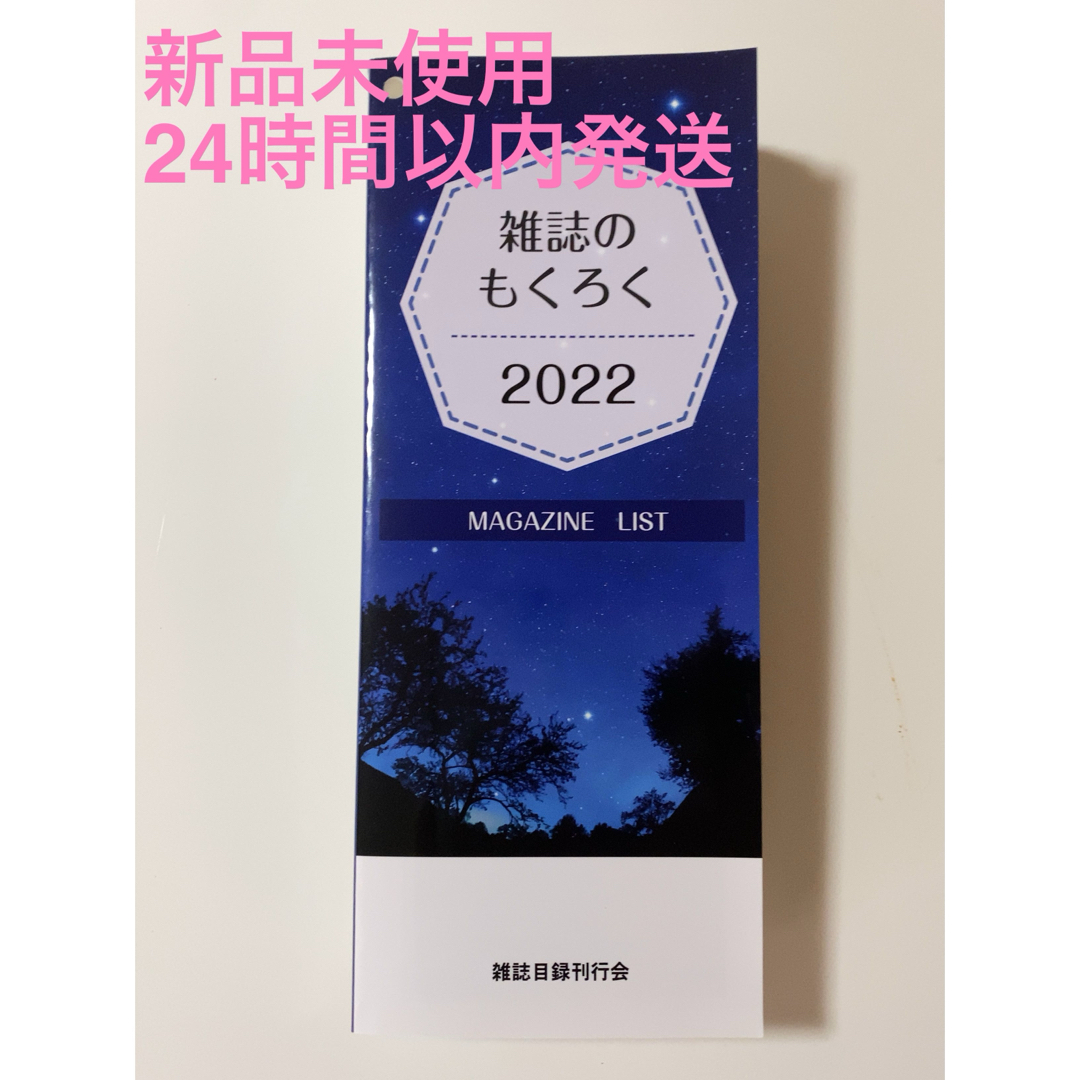 新品未使用
24時間以内発送
雑誌の
もくろく
2022
MAGAZINE LIST
雑誌目録刊行会